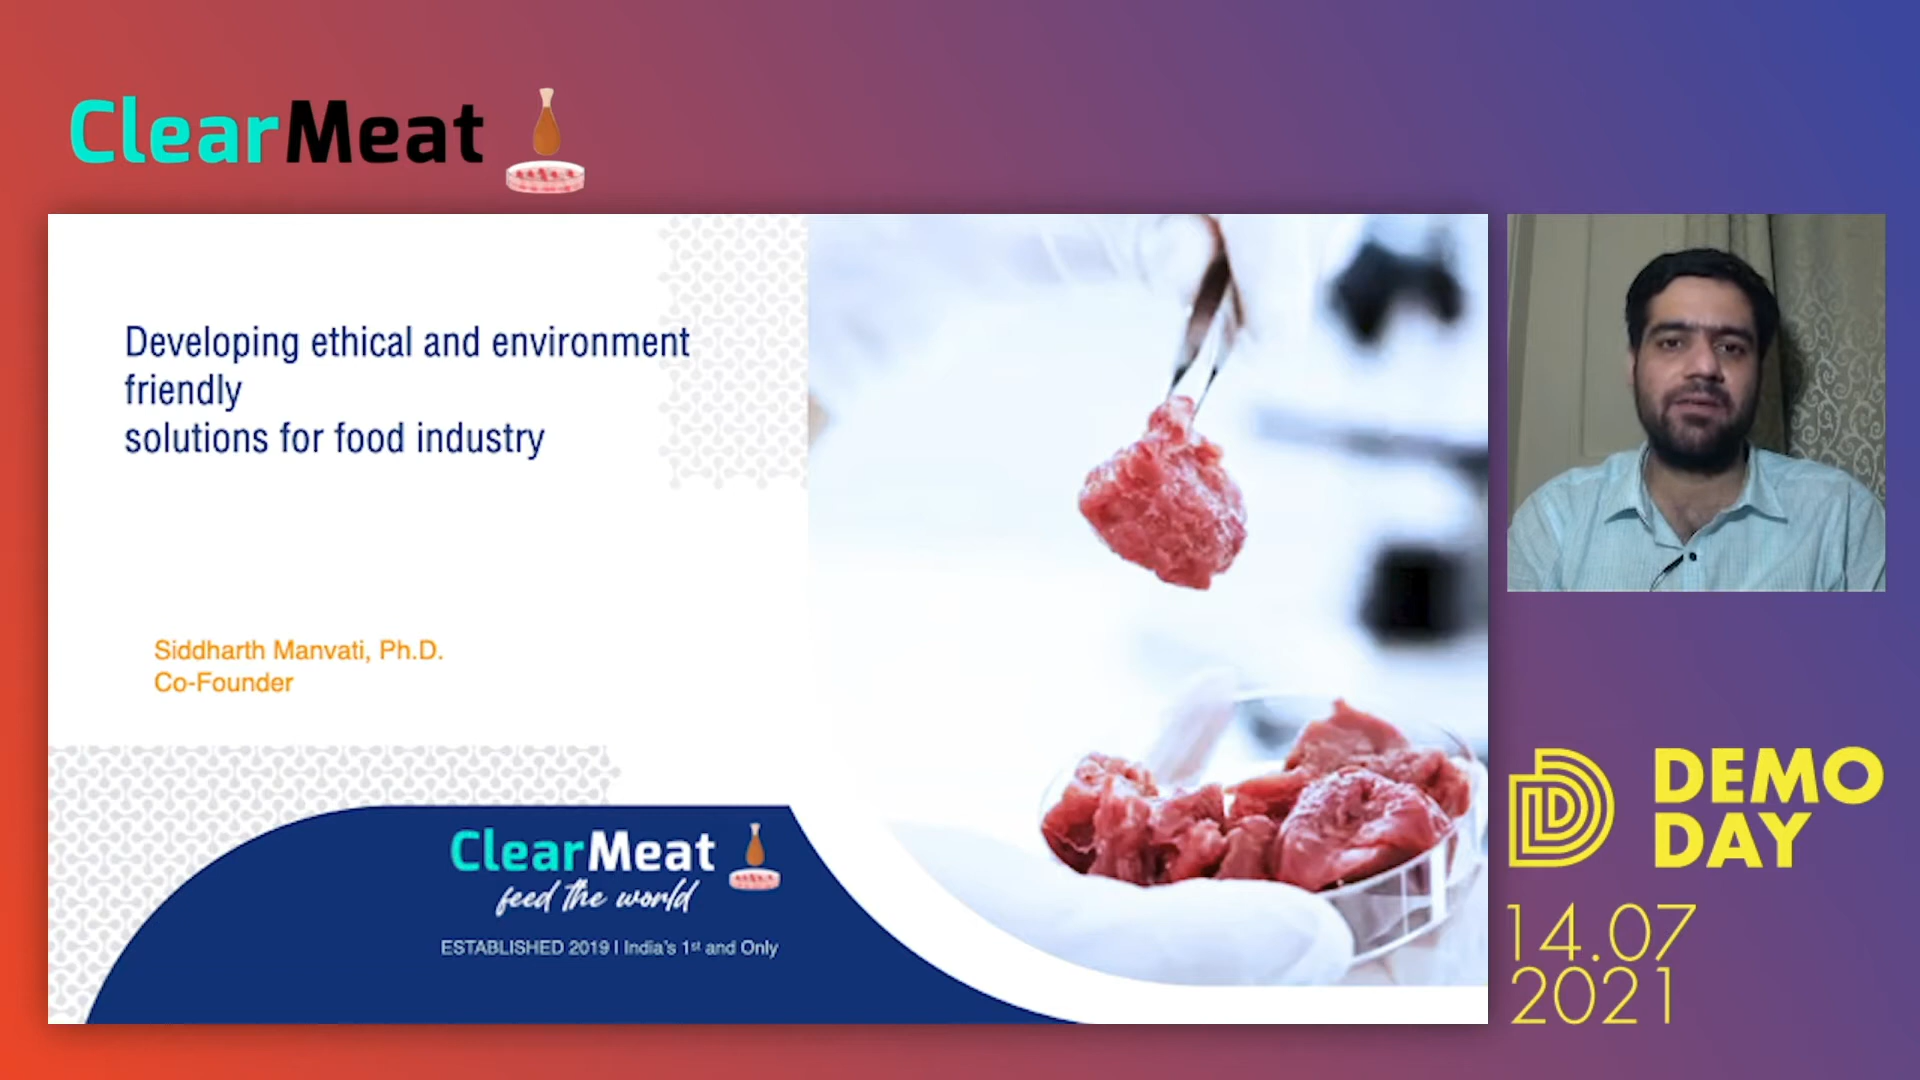 ClearMeat
Developing ethical and environment
friendly
solutions for food industry
Siddharth Manvati, Ph.D.
Co-Founder
ClearMeat
feed the world
ESTABLISHED 2019 | India's 1st and Only
DEMO
DAY
14.07
2021